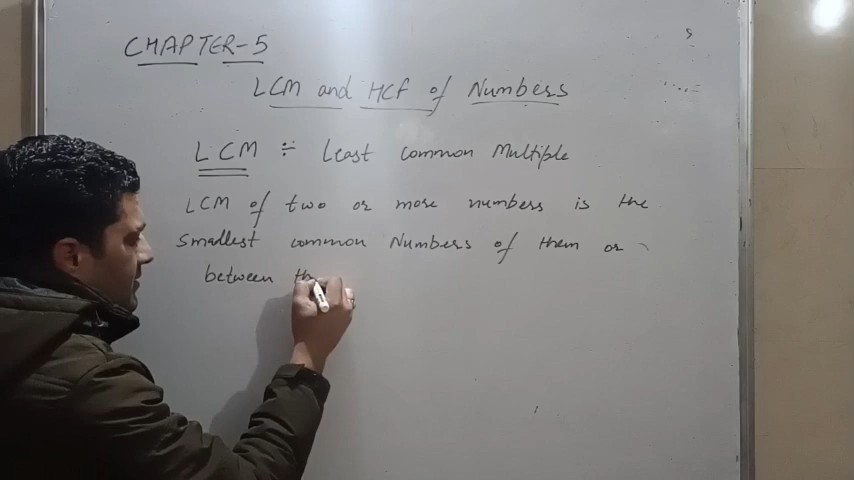 CHAPTER-5
LCM and HCF of Numbers
LCM ÷ Least common Multiple
LCM of two or more numbers is the
smallest common Numbers of them or
between th